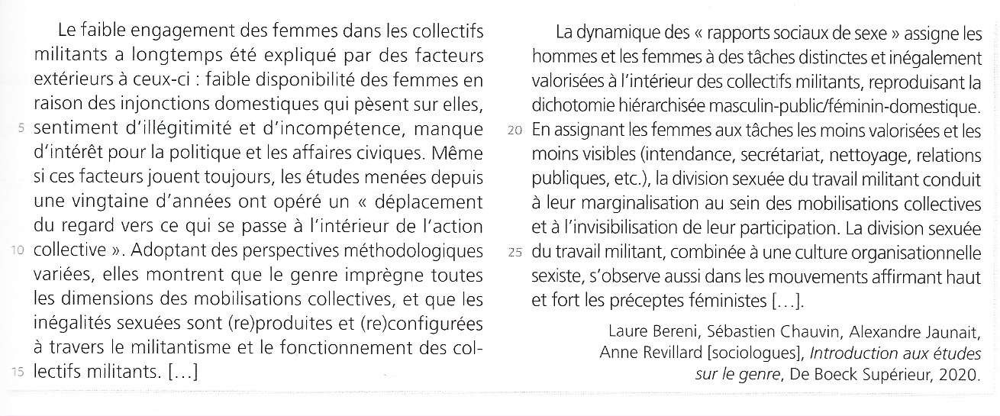 Le faible engagement des femmes dans les collectifs
militants a longtemps été expliqué par des facteurs
extérieurs à ceux-ci : faible disponibilité des femmes en
raison des injonctions domestiques qui pèsent sur elles,
5 sentiment d'illégitimité et d'incompétence, manque
d'intérêt pour la politique et les affaires civiques. Même
si ces facteurs jouent toujours, les études menées depuis
une vingtaine d'années ont opéré un « déplacement
du regard vers ce qui se passe à l'intérieur de l'action
10 collective ». Adoptant des perspectives méthodologiques
variées, elles montrent que le genre imprègne toutes
les dimensions des mobilisations collectives, et que les
inégalités sexuées sont (re)produites et (re)configurées
à travers le militantisme et le fonctionnement des col-
15 lectifs militants. [...]
La dynamique des « rapports sociaux de sexe » assigne les
hommes et les femmes à des tâches distinctes et inégalement
valorisées à l'intérieur des collectifs militants, reproduisant la
dichotomie hiérarchisée masculin-public/féminin-domestique.
20 En assignant les femmes aux tâches les moins valorisées et les
moins visibles (intendance, secrétariat, nettoyage, relations
publiques, etc.), la division sexuée du travail militant conduit
à leur marginalisation au sein des mobilisations collectives
et à l'invisibilisation de leur participation. La division sexuée
25 du travail militant, combinée à une culture organisationnelle
sexiste, s'observe aussi dans les mouvements affirmant haut
et fort les préceptes féministes [...].
Laure Bereni, Sébastien Chauvin, Alexandre Jaunait,
Anne Revillard [sociologues], Introduction aux études
sur le genre, De Boeck Supérieur, 2020.